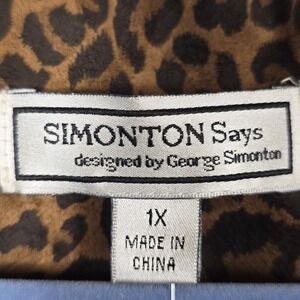 SIMONTON Says
designed by George Simonton
1X
MADE IN
CHINA